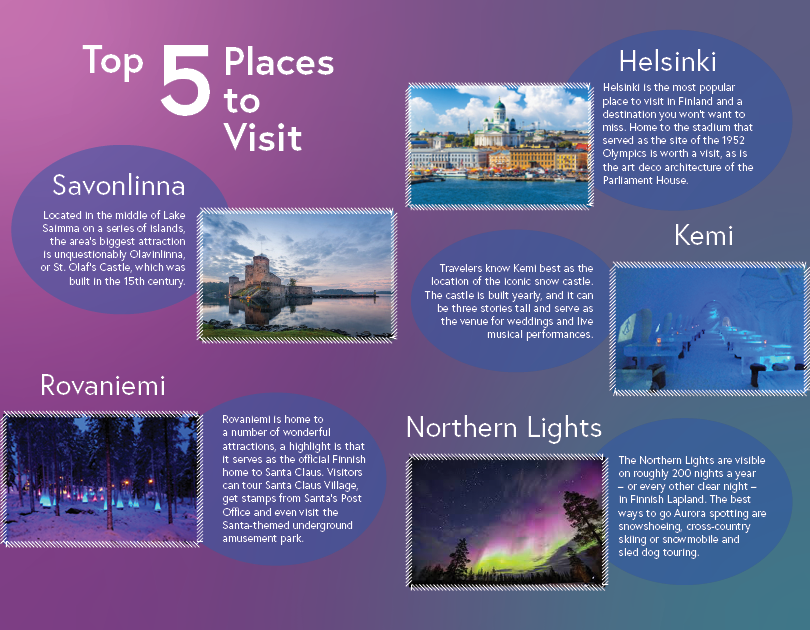 Top 5 Places
to
Visit
Helsinki
Helsinki is the most popular
place to visit in Finland and a
destination you won't want to
miss. Home to the stadium that
served as the site of the 1952
Olympics is worth a visit, as is
the art deco architecture of the
Parliament House.
Savonlinna
Located in the middle of Lake
Saimma on a series of islands,
the area's biggest attraction
is unquestionably Olavinlinna,
or St. Olaf's Castle, which was
built in the 15th century.
Kemi
Travelers know Kemi best as the
location of the iconic snow castle.
The castle is built yearly, and it can
be three stories tall and serve as
the venue for weddings and live
musical performances.
Rovaniemi
Rovaniemi is home to
a number of wonderful
attractions, a highlight is that
it serves as the official Finnish
home to Santa Claus. Visitors
can tour Santa Claus Village,
get stamps from Santa's Post
Office and even visit the
Santa-themed underground
amusement park.
Northern Lights
The Northern Lights are visible
on roughly 200 nights a year
– or every other clear night –
in Finnish Lapland. The best
ways to go Aurora spotting are
snowshoeing, cross-country
skiing or snowmobile and
sled dog touring.